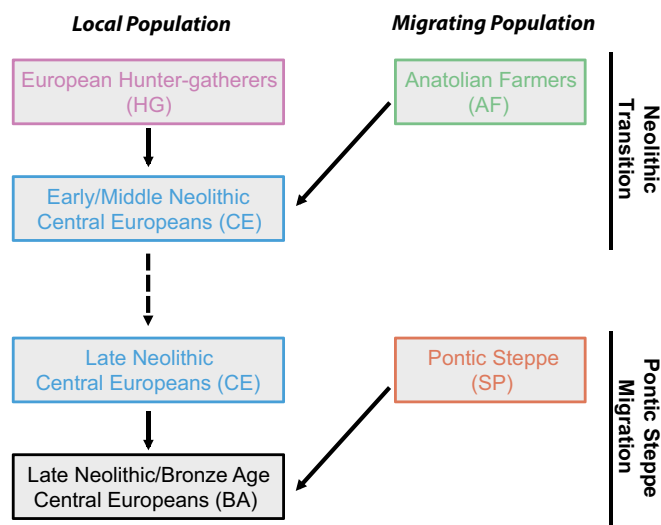 Local Population
Migrating Population
European Hunter-gatherers
(HG)
Anatolian Farmers
(AF)
Neolithic
Transition
Early/Middle Neolithic
Central Europeans (CE)
Late Neolithic
Central Europeans (CE)
Pontic Steppe
(SP)
Pontic Steppe
Migration
Late Neolithic/Bronze Age
Central Europeans (BA)